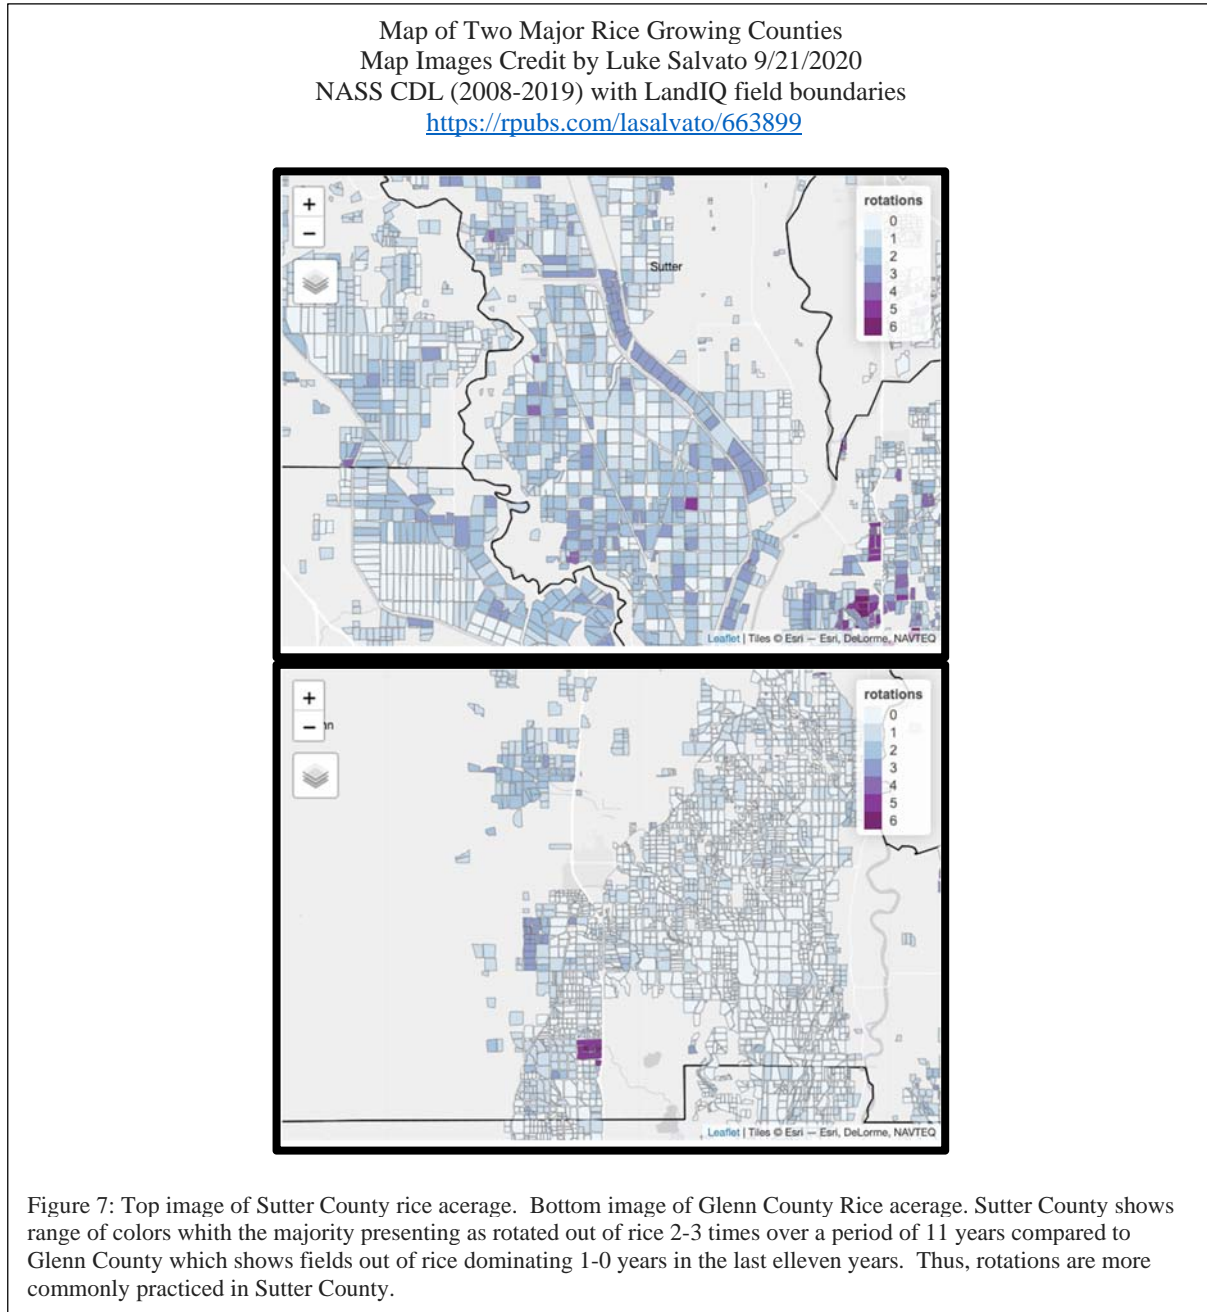 Map of Two Major Rice Growing Counties
Map Images Credit by Luke Salvato 9/21/2020
NASS CDL (2008-2019) with LandIQ field boundaries
https://rpubs.com/lasalvato/663899
+
−
Sutter
rotations
0
1
2
3
4
5
6
Leaflet | Tiles © Esri — Esri, DeLorme, NAVTEQ
+
−
nn
rotations
0
1
2
3
4
5
6
Leaflet | Tiles © Esri — Esri, DeLorme, NAVTEQ
Figure 7: Top image of Sutter County rice acerage. Bottom image of Glenn County Rice acerage. Sutter County shows
range of colors whith the majority presenting as rotated out of rice 2-3 times over a period of 11 years compared to
Glenn County which shows fields out of rice dominating 1-0 years in the last elleven years. Thus, rotations are more
commonly practiced in Sutter County.